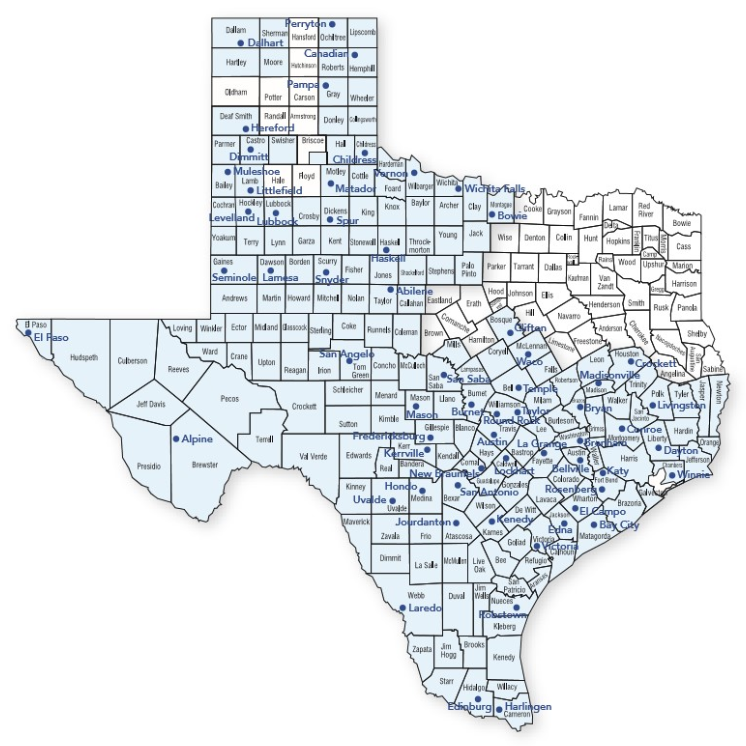 Dallam Sherman Hansford Ochiltree Lipscomb
Perryton
Dalhart
Hartley Moore Hutchinson Roberts Hemphill
Canadian
Pampa
Oldham Potter Carson Gray Wheeler
Deaf Smith Randall Armstrong Donley Collingsworth
Hereford
Parmer Castro Swisher Briscoe Hall Childress
Dimmitt Childress
Hardeman
Muleshoe Vernon
Bailey Lamb Hale Floyd Motley Cottle Foard Wilbarger Wichita
Littlefield Matador Wichita Falls
Cochran Hockley Lubbock Crosby Dickens King Knox Baylor Archer Clay Montague
Levelland Lubbock Spur Bowie
Cooke Grayson Fannin Lamar Red River Bowie
Delta Franklin Titus Morris Cass
Yoakum Terry Lynn Garza Kent Stonewall Haskell Throckmorton Young Jack Wise Denton Collin Hunt Hopkins
Haskell
Camp Marion
Rains Wood Upshur Harrison
Gaines Dawson Borden Scurry Fisher Jones Shackelford Stephens Palo Pinto Parker Tarrant Dallas Kaufman Van Zandt
Seminole Lamesa Snyder
Gregg
Andrews Martin Howard Mitchell Nolan Taylor Callahan Eastland Erath Hood Johnson Ellis Henderson Smith Rusk Panola
Abilene
Navarro
El Paso
El Paso
Hudspeth Culberson Reeves Loving Winkler Ector Midland Glasscock Sterling Coke Runnels Coleman Brown Comanche Hamilton Bosque Hill Freestone Anderson Cherokee Nacogdoches Shelby
Clifton
Mills Limestone
Ward Crane Upton Reagan Irion Tom Green Concho McCulloch San Saba Lampasas Coryell McLennan Falls Leon Houston Angelina Sabine
San Angelo San Saba Waco Crockett
Jeff Davis Pecos Crockett Schleicher Menard Mason Llano Burnet Bell Milam Robertson Madison Walker Trinity Polk Tyler Jasper Newton
Mason Burnet Temple Madisonville Livingston
Williamson Burleson San Jacinto Hardin Orange
Taylor Bryan
Round Rock
Presidio Brewster Terrell Sutton Kimble Gillespie Blanco Travis Lee Grimes Montgomery Liberty Jefferson
Alpine Fredericksburg Austin La Grange Brenham Conroe Dayton
Washington
Val Verde Edwards Kerr Kendall Hays Bastrop Fayette Austin Waller Harris Chambers
Kerrville New Braunfels Lockhart Bellville Katy Winnie
Real Bandera Comal Caldwell Colorado Fort Bend Galveston
Kinney Uvalde Medina Bexar Guadalupe Gonzales Lavaca Wharton Brazoria
Uvalde Hondo San Antonio Rosenberg
El Campo
Maverick Zavala Frio Atascosa Wilson Karnes De Witt Jackson Matagorda
Jourdanton Kenedy Edna Bay City
Victoria Calhoun
Victoria
Goliad
Dimmit La Salle McMullen Live Oak Bee Refugio
Aransas
San Patricio
Webb Duval Jim Wells Nueces
Laredo Robstown
Kleberg
Zapata Jim Hogg Brooks Kenedy
Starr Hidalgo Willacy
Edinburg Harlingen
Cameron